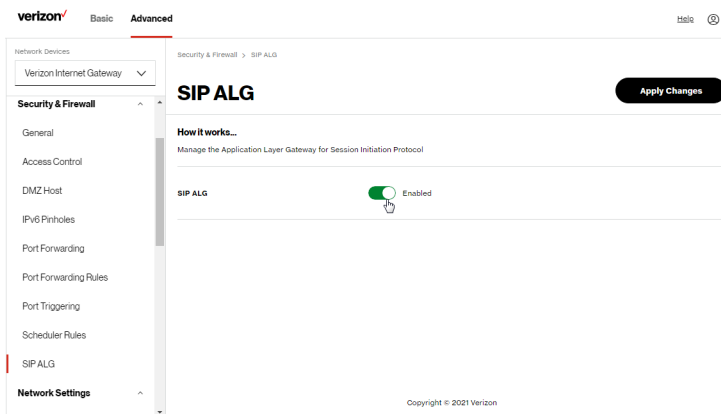 verizon✓ Basic Advanced Help
Network Devices
Verizon Internet Gateway
Security & Firewall
General
Access Control
DMZ Host
IPv6 Pinholes
Port Forwarding
Port Forwarding Rules
Port Triggering
Scheduler Rules
SIP ALG
Network Settings
Security & Firewall > SIP ALG
SIP ALG
Apply Changes
How it works...
Manage the Application Layer Gateway for Session Initiation Protocol
SIP ALG Enabled
Copyright © 2021 Verizon